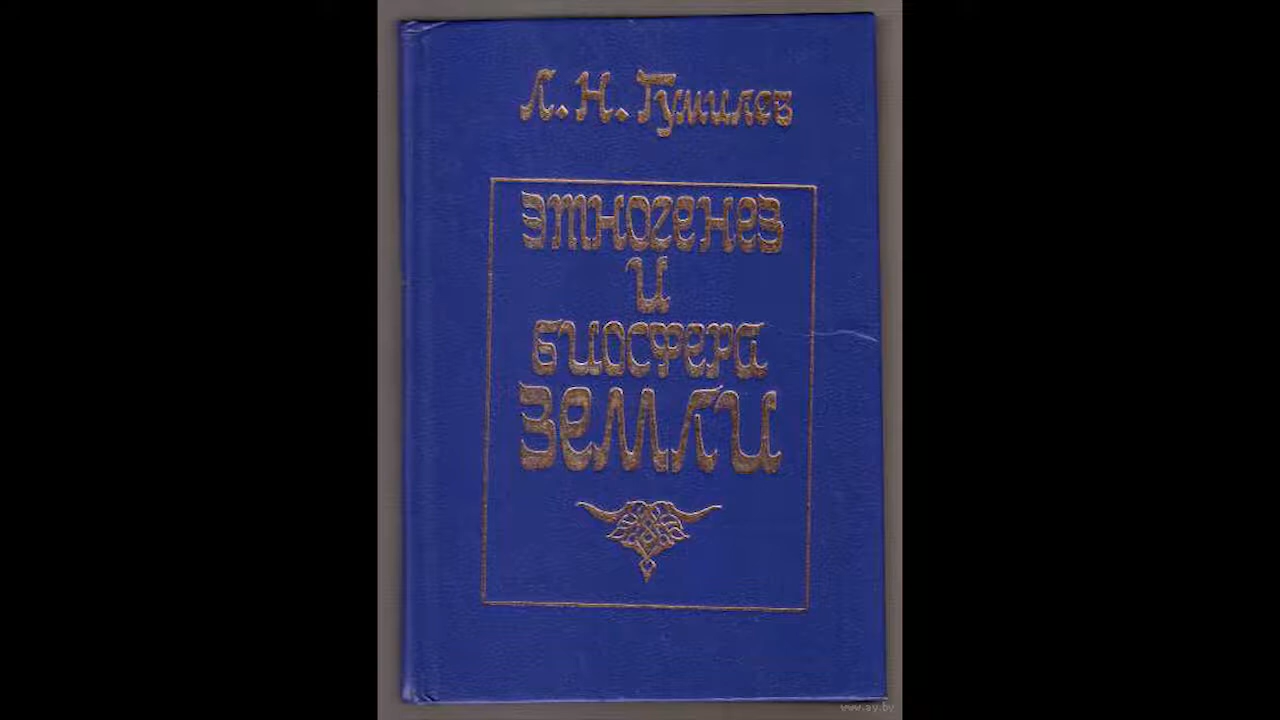 Л.Н.Гумилев
этногенез
и
биосфера
земли
www.ay.by